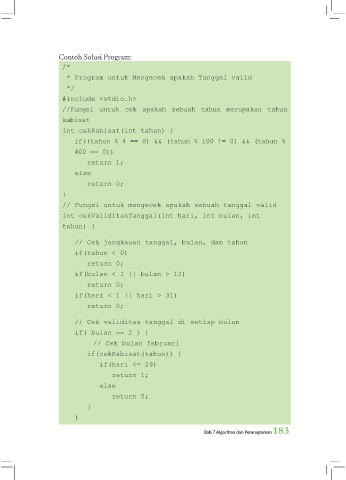 Contoh Solusi Program:
/*
* Program untuk Mengecek apakah Tanggal valid
*/
#include <stdio.h>
//Fungsi untuk cek apakah sebuah tahun merupakan tahun
kabisat
int cekKabisat(int tahun) {
if((tahun % 4 == 0) && (tahun % 100 != 0) && (tahun %
400 == 0))
return 1;
else
return 0;
}
// Fungsi untuk mengecek apakah sebuah tanggal valid
int cekValiditasTanggal(int hari, int bulan, int
tahun) {
// Cek jangkauan tanggal, bulan, dan tahun
if(tahun < 0)
return 0;
if(bulan < 1 || bulan > 12)
return 0;
if(hari < 1 || hari > 31)
return 0;
// Cek validitas tanggal di setiap bulan
if( bulan == 2 ) {
// Cek bulan februari
if(cekKabisat(tahun)) {
if(hari <= 29)
return 1;
else
return 0;
}
}
Bab 7 Algoritma dan Pemrograman 183